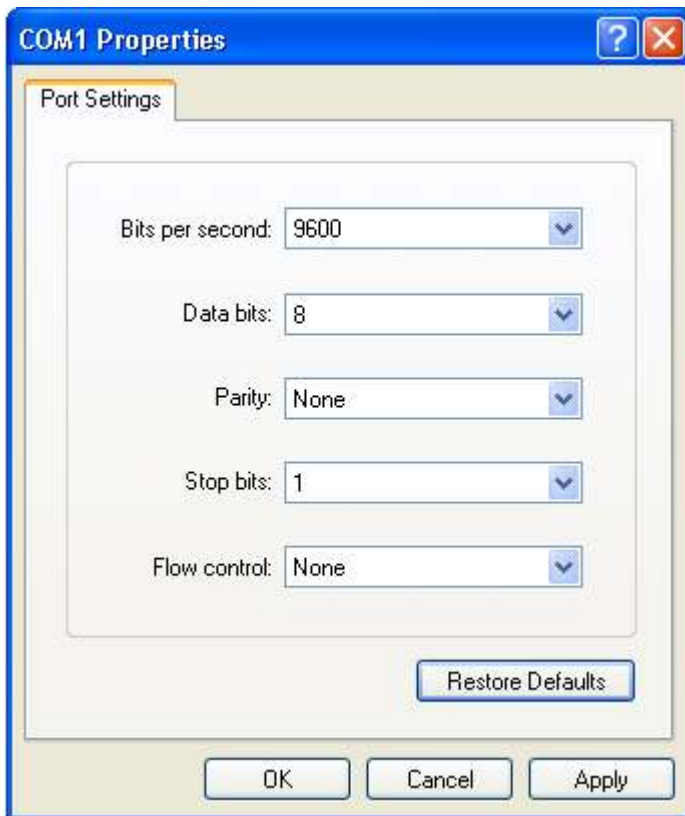 COM1 Properties
Port Settings
Bits per second: 9600
Data bits: 8
Parity: None
Stop bits: 1
Flow control: None
Restore Defaults
OK Cancel Apply